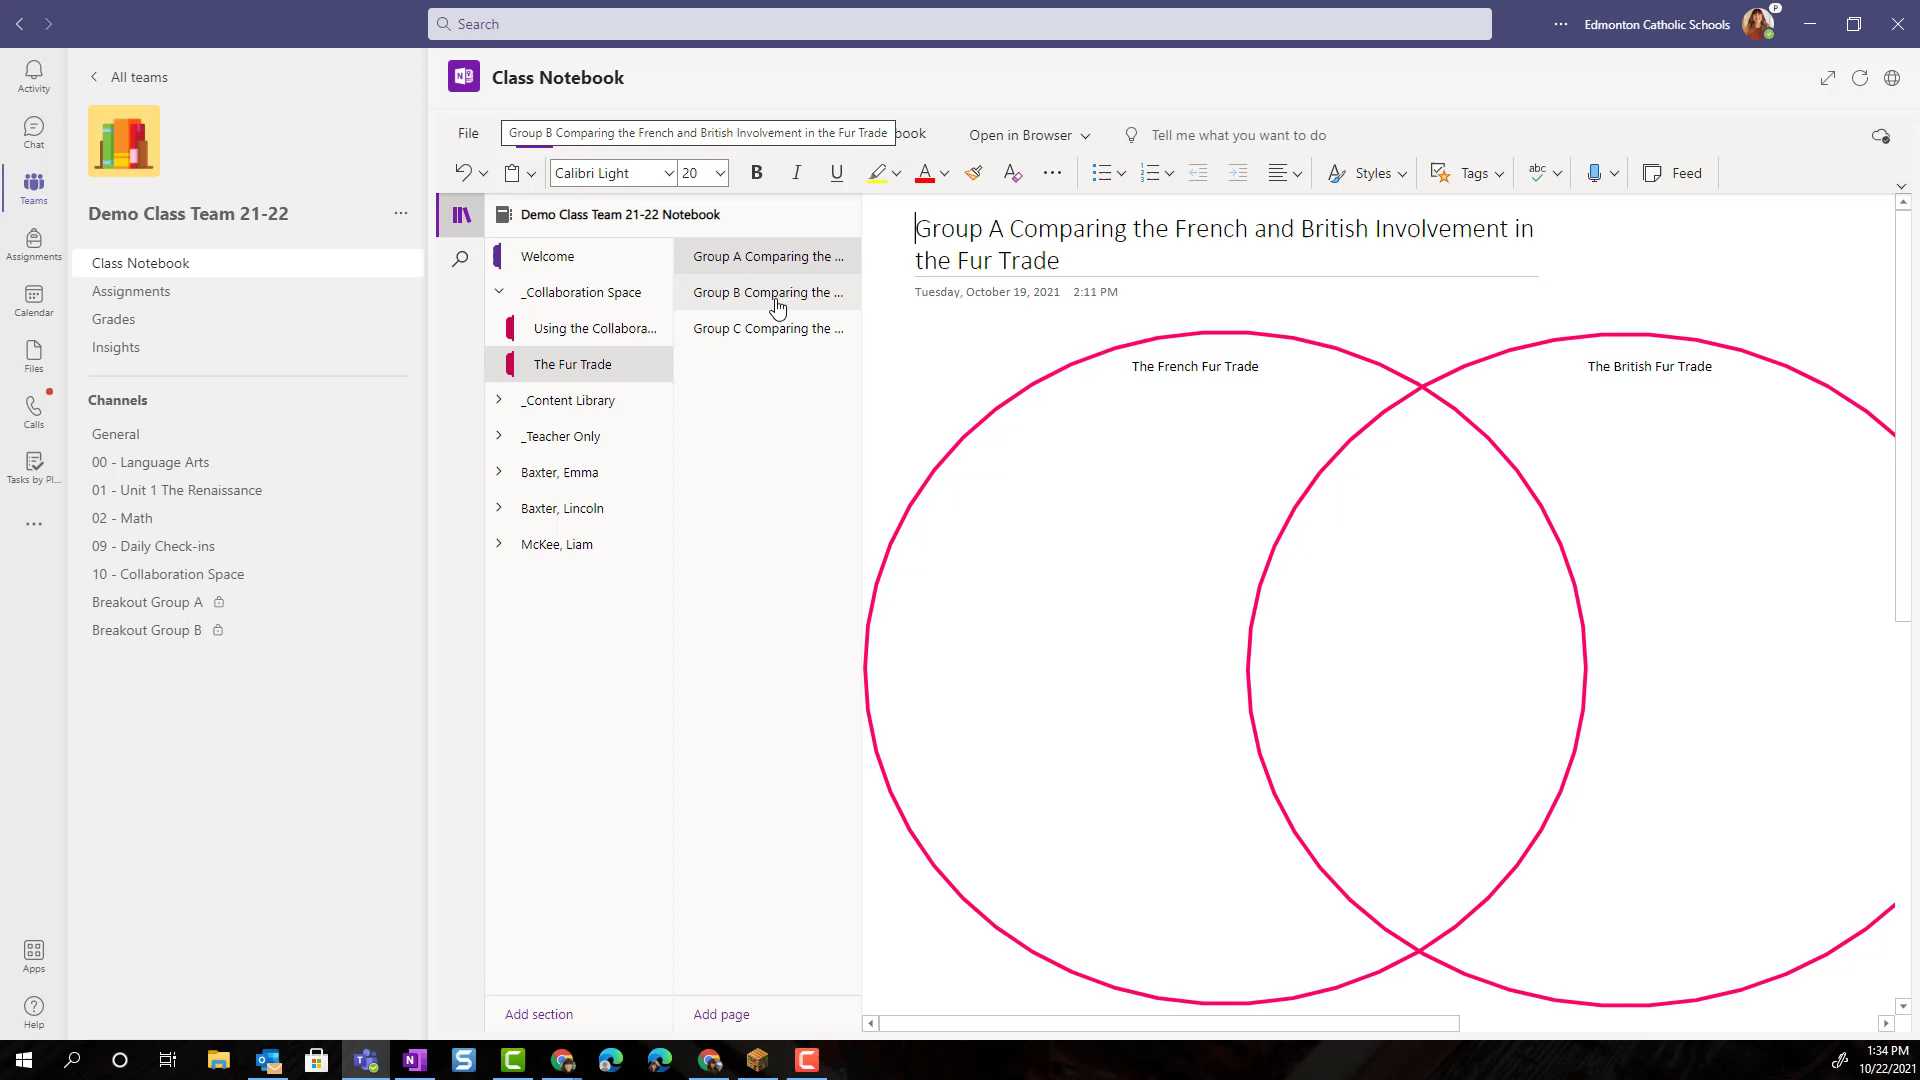 Search
Edmonton Catholic Schools
P
Activity
Chat
Teams
Assignments
Calendar
Files
Calls
Tasks by Pl...
Apps
Help
All teams
Demo Class Team 21-22
Class Notebook
Assignments
Grades
Insights
Channels
General
00 - Language Arts
01 - Unit 1 The Renaissance
02 - Math
09 - Daily Check-ins
10 - Collaboration Space
Breakout Group A
Breakout Group B
Class Notebook
File
Group B Comparing the French and British Involvement in the Fur Trade
book
Open in Browser
Tell me what you want to do
Calibri Light
20
B
I
U
A
A
Styles
Tags
abc
Feed
Demo Class Team 21-22 Notebook
Welcome
_Collaboration Space
Using the Collabora...
The Fur Trade
_Content Library
_Teacher Only
Baxter, Emma
Baxter, Lincoln
McKee, Liam
Add section
Group A Comparing the ...
Group B Comparing the ...
Group C Comparing the ...
Add page
Group A Comparing the French and British Involvement in
the Fur Trade
Tuesday, October 19, 2021 2:11 PM
The French Fur Trade
The British Fur Trade
1:34 PM
10/22/2021